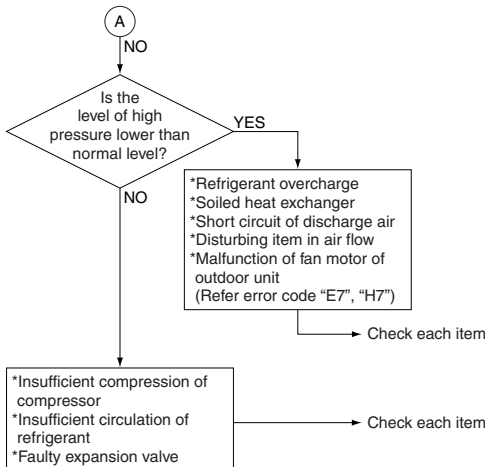 A
NO
Is the
level of high
pressure lower than
normal level?
YES
NO
*Refrigerant overcharge
*Soiled heat exchanger
*Short circuit of discharge air
*Disturbing item in air flow
*Malfunction of fan motor of
outdoor unit
(Refer error code “E7”, “H7”)
Check each item
*Insufficient compression of
compressor
*Insufficient circulation of
refrigerant
*Faulty expansion valve
Check each item